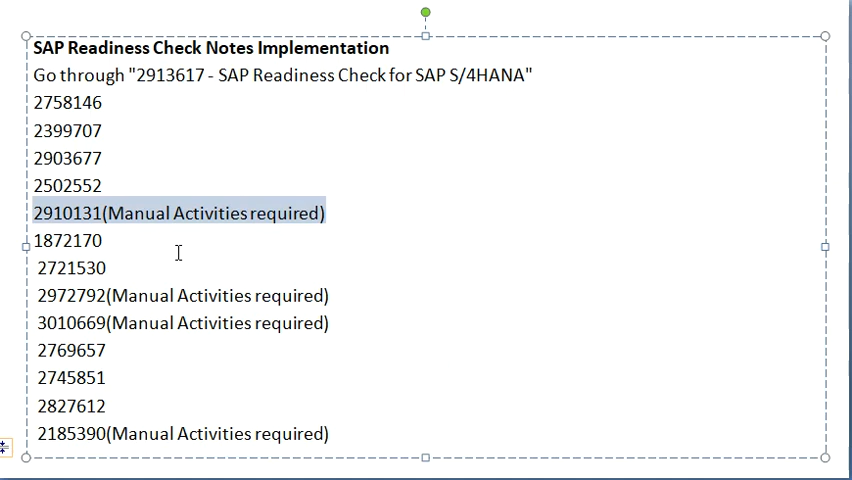 SAP Readiness Check Notes Implementation
Go through "2913617 - SAP Readiness Check for SAP S/4HANA"
2758146
2399707
2903677
2502552
2910131(Manual Activities required)
1872170
2721530
2972792(Manual Activities required)
3010669(Manual Activities required)
2769657
2745851
2827612
2185390(Manual Activities required)